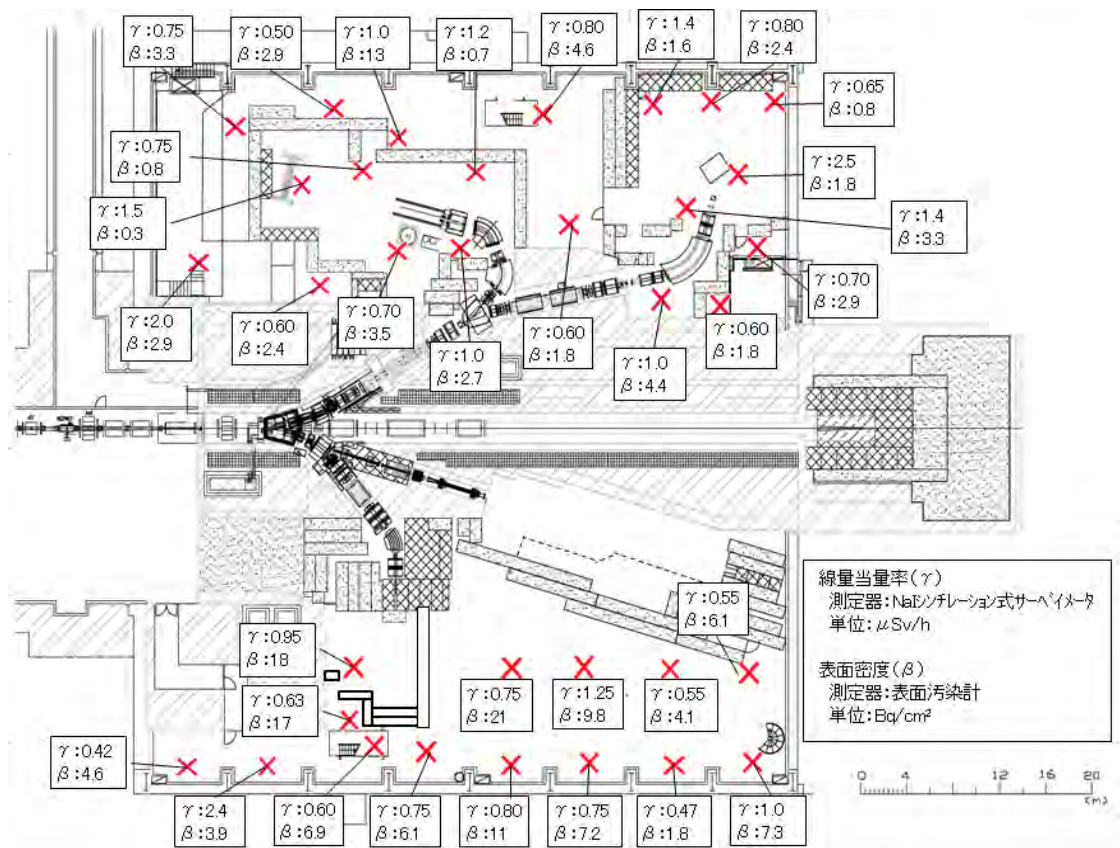 γ:0.75
β:3.3
γ:0.50
β:2.9
γ:1.0
β:13
γ:1.2
β:0.7
γ:0.80
β:4.6
γ:1.4
β:1.6
γ:0.80
β:2.4
γ:0.65
β:0.8
γ:0.75
β:0.8
γ:2.5
β:1.8
γ:1.5
β:0.3
γ:1.4
β:3.3
γ:2.0
β:2.9
γ:0.60
β:2.4
γ:0.70
β:3.5
γ:1.0
β:2.7
γ:0.60
β:1.8
γ:1.0
β:4.4
γ:0.60
β:1.8
γ:0.70
β:2.9
線量当量率(γ)
測定器:NaIシンチレーション式サーベイメータ
単位:μSv/h
表面密度(β)
測定器:表面汚染計
単位:Bq/cm²
γ:0.55
β:6.1
γ:0.95
β:18
γ:0.63
β:17
γ:0.75
β:21
γ:1.25
β:9.8
γ:0.55
β:4.1
γ:0.42
β:4.6
γ:2.4
β:3.9
γ:0.60
β:6.9
γ:0.75
β:6.1
γ:0.80
β:11
γ:0.75
β:7.2
γ:0.47
β:1.8
γ:1.0
β:7.3
0 4 12 16 20
(m)